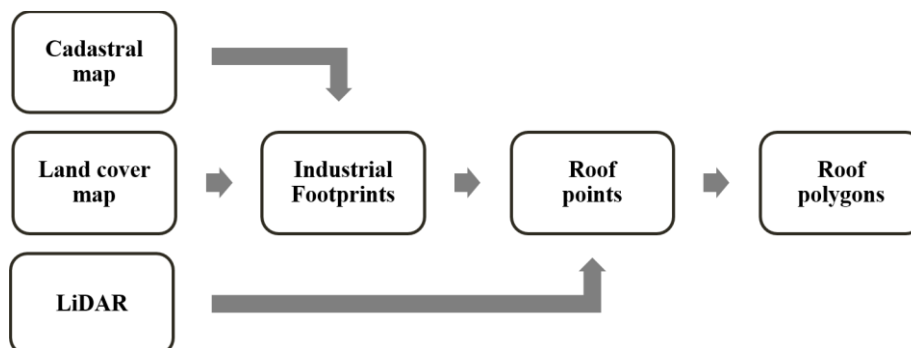 Cadastral
map
Land cover
map
Industrial
Footprints
Roof
points
Roof
polygons
LiDAR